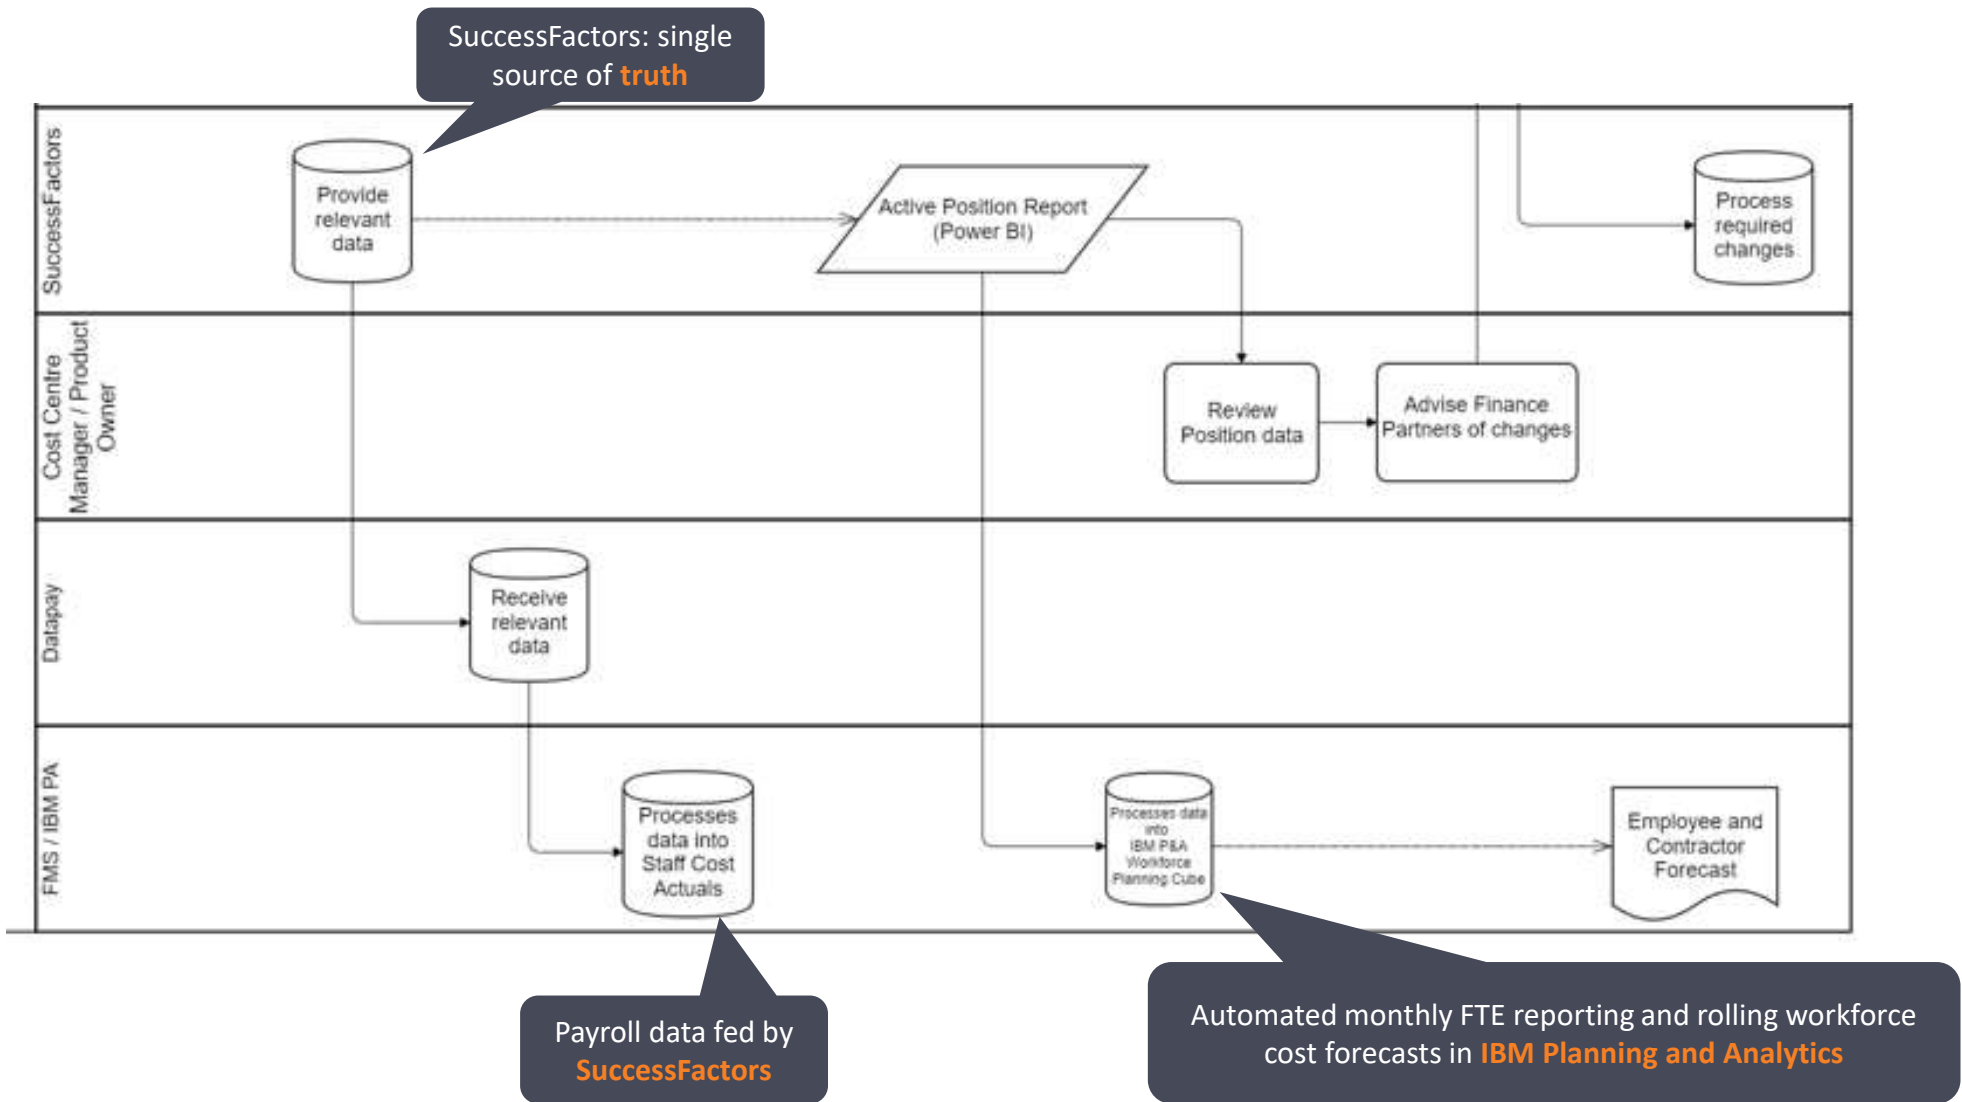 SuccessFactors: single
source of truth
SuccessFactors
Provide
relevant
data
Active Position Report
(Power BI)
Process
required
changes
Cost Centre
Manager / Product
Owner
Review
Position data
Advise Finance
Partners of changes
Datapay
Receive
relevant
data
FMS / IBM PA
Processes
data into
Staff Cost
Actuals
Processes data
into
IBM P&A
Workforce
Planning Cube
Employee and
Contractor
Forecast
Payroll data fed by
SuccessFactors
Automated monthly FTE reporting and rolling workforce
cost forecasts in IBM Planning and Analytics